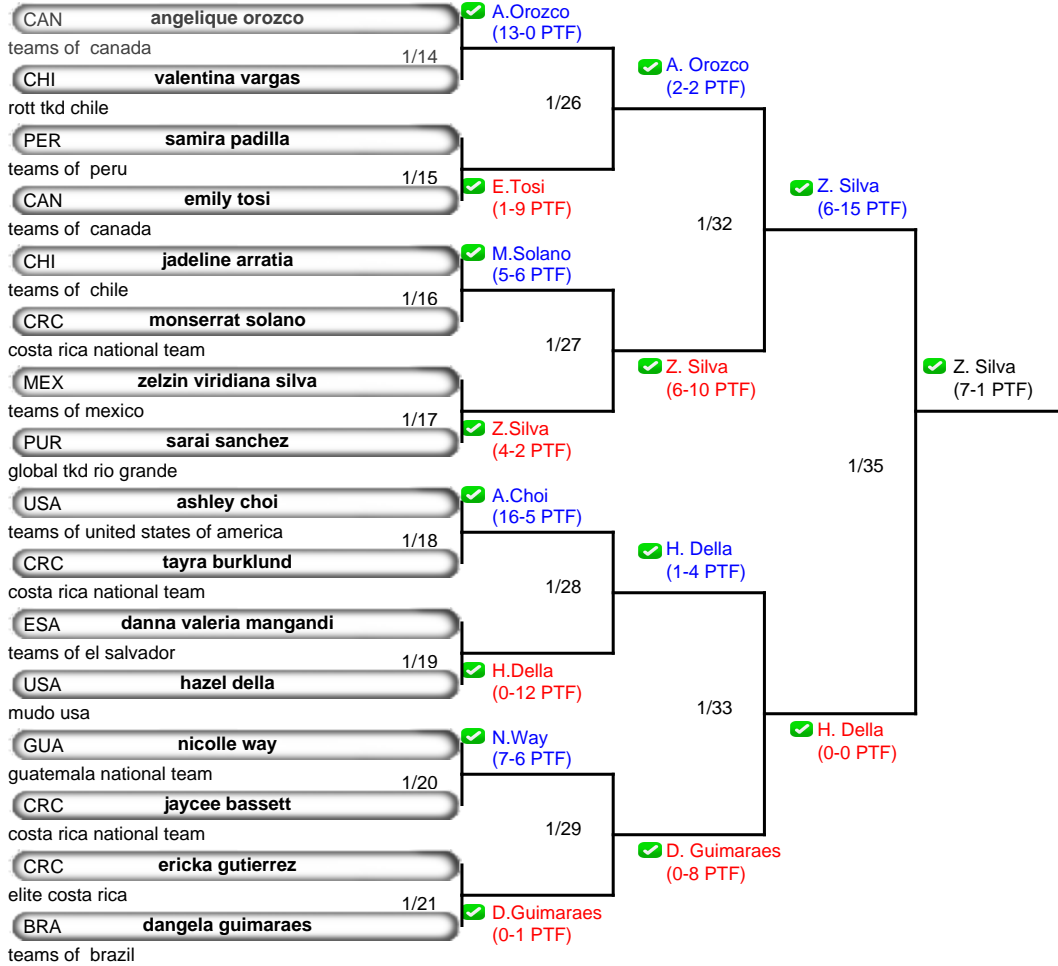 CAN angelique orozco
A.Orozco
(13-0 PTF)
teams of  canada
1/14
CHI valentina vargas
A. Orozco
(2-2 PTF)
rott tkd chile
1/26
PER samira padilla
teams of  peru
1/15
E.Tosi
(1-9 PTF)
CAN emily tosi
Z. Silva
(6-15 PTF)
teams of  canada
1/32
CHI jadeline arratia
M.Solano
(5-6 PTF)
teams of  chile
1/16
CRC monserrat solano
costa rica national team
1/27
MEX zelzin viridiana silva
Z. Silva
(6-10 PTF)
Z. Silva
(7-1 PTF)
teams of mexico
1/17
PUR sarai sanchez
Z.Silva
(4-2 PTF)
global tkd rio grande
1/35
USA ashley choi
A.Choi
(16-5 PTF)
teams of united states of america
1/18
CRC tayra burklund
H. Della
(1-4 PTF)
costa rica national team
1/28
ESA danna valeria mangandi
teams of el salvador
1/19
USA hazel della
H.Della
(0-12 PTF)
mudo usa
1/33
GUA nicolle way
N.Way
(7-6 PTF)
H. Della
(0-0 PTF)
guatemala national team
1/20
CRC jaycee bassett
costa rica national team
1/29
CRC ericka gutierrez
D. Guimaraes
(0-8 PTF)
elite costa rica
1/21
BRA dangela guimaraes
D.Guimaraes
(0-1 PTF)
teams of  brazil